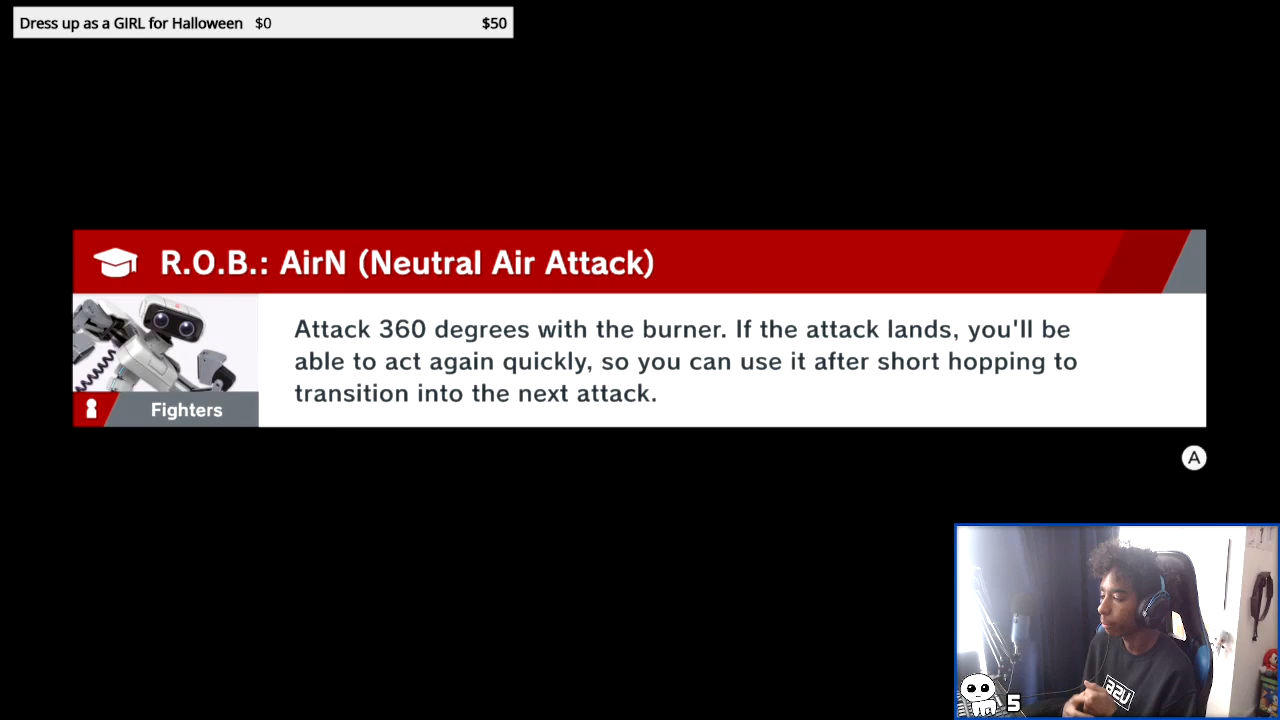 Dress up as a GIRL for Halloween $0 $50
R.O.B.: AirN (Neutral Air Attack)
Attack 360 degrees with the burner. If the attack lands, you'll be
able to act again quickly, so you can use it after short hopping to
transition into the next attack.
Fighters
A
5